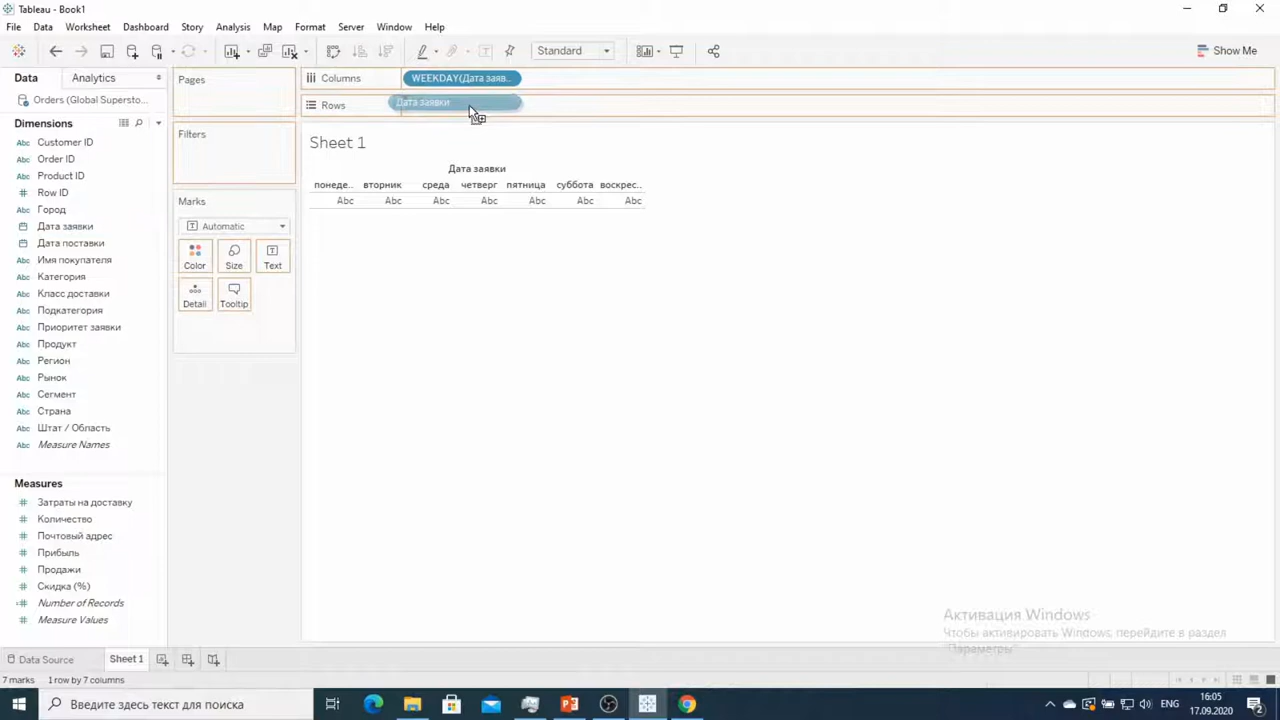 Tableau - Book1
File Data Worksheet Dashboard Story Analysis Map Format Server Window Help
Standard
Show Me
Data Analytics
Orders (Global Supersto...
Dimensions
Customer ID
Order ID
Product ID
Row ID
Город
Дата заявки
Дата поставки
Имя покупателя
Категория
Класс доставки
Подкатегория
Приоритет заявки
Продукт
Регион
Рынок
Сегмент
Страна
Штат / Область
Measure Names
Measures
Затраты на доставку
Количество
Почтовый адрес
Прибыль
Продажи
Скидка (%)
Number of Records
Measure Values
Pages
Filters
Marks
Automatic
Color Size Text
Detail Tooltip
Columns WEEKDAY(Дата заяв..
Rows Дата заявки
Sheet 1
Дата заявки
понеде.. вторник среда четверг пятница суббота воскрес..
Abc Abc Abc Abc Abc Abc Abc
Активация Windows
Чтобы активировать Windows, перейдите в раздел
"Параметры"
Data Source Sheet 1
7 marks 1 row by 7 columns
Введите здесь текст для поиска
ENG
16:05
17.09.2020
2